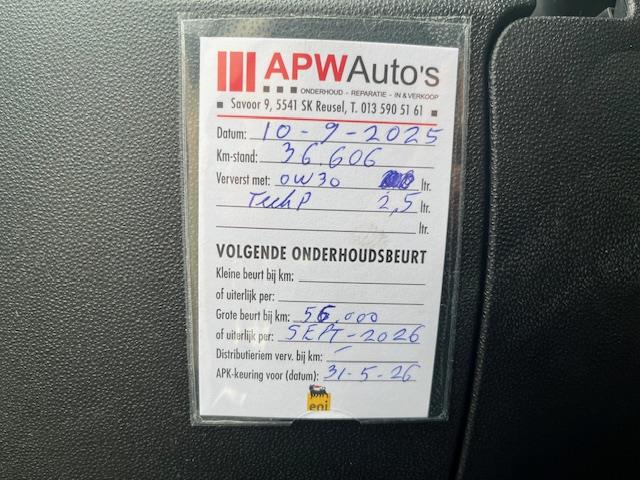 APWAuto's
ONDERHOUD - REPARATIE - IN & VERKOOP
Savoor 9, 5541 SK Reusel, T. 013 590 51 61
Datum: 10-9-2025
Km-stand: 36.606
Ververst met: 0W30 ltr.
TechP 2,5 ltr.
ltr.
VOLGENDE ONDERHOUDSBEURT
Kleine beurt bij km:
of uiterlijk per:
Grote beurt bij km: 56.000
of uiterlijk per: SEPT-2026
Distributieriem verv. bij km: -
APK-keuring voor (datum): 31-5-26
eni